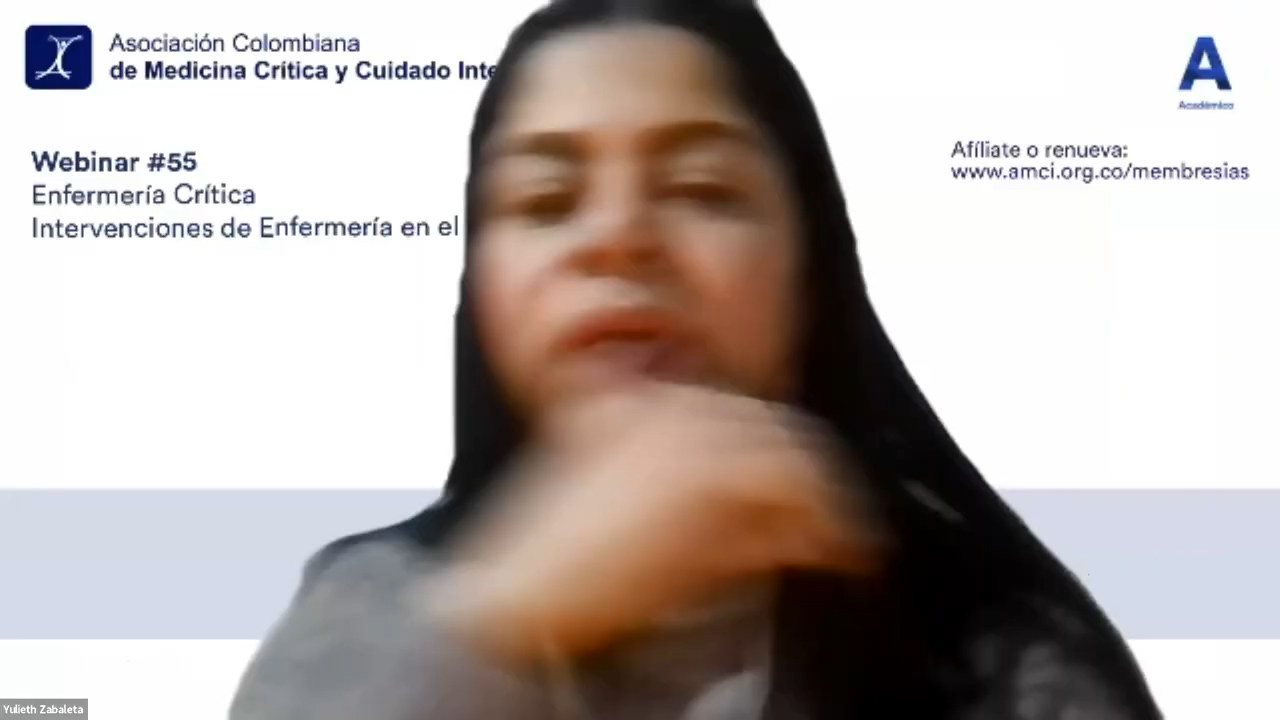 Asociación Colombiana
de Medicina Crítica y Cuidado Inte
Académico
Webinar #55
Enfermería Crítica
Intervenciones de Enfermería en el
Afíliate o renueva:
www.amci.org.co/membresias
Yulieth Zabaleta